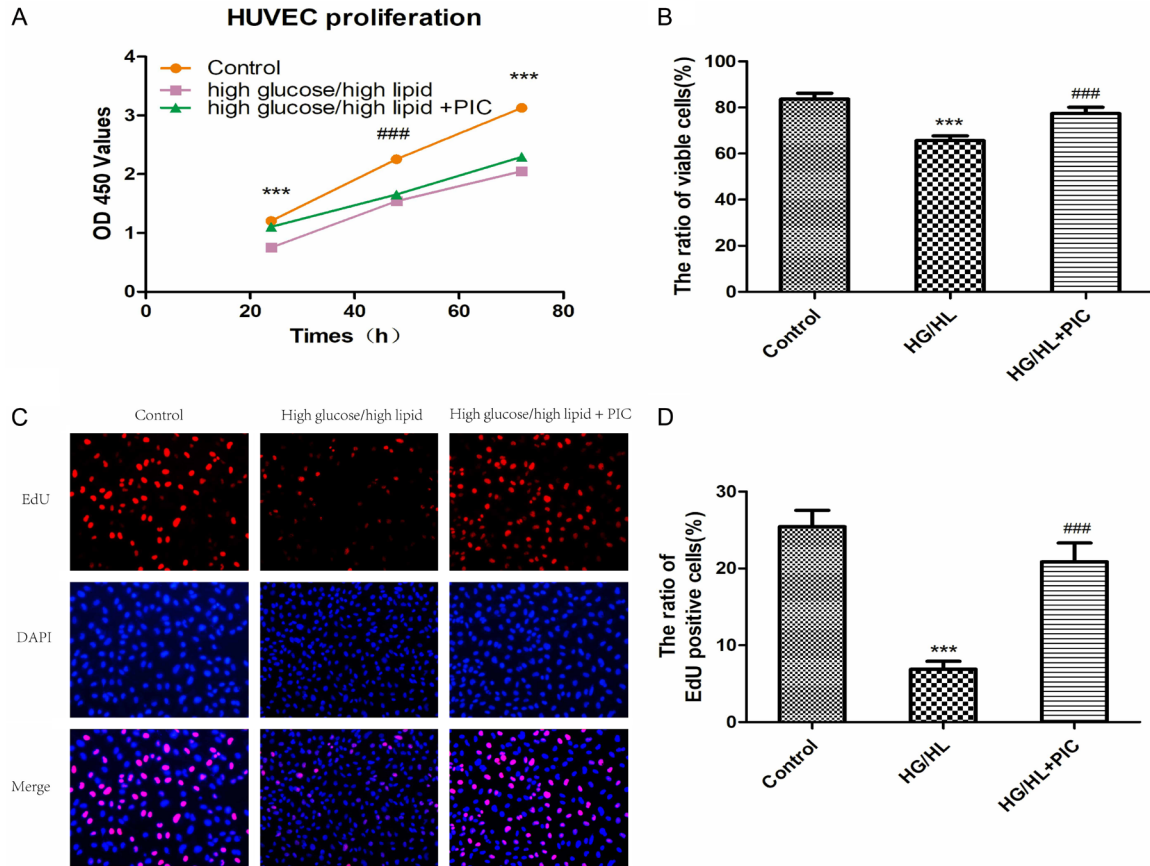 A
HUVEC proliferation
Control
high glucose/high lipid
high glucose/high lipid +PIC
***
###
***
OD 450 Values
4
3
2
1
0
0 20 40 60 80
Times（h）
B
The ratio of viable cells(%)
100
80
60
40
20
0
***
###
Control
HG/HL
HG/HL+PIC
C
Control
High glucose/high lipid
High glucose/high lipid + PIC
EdU
DAPI
Merge
D
The ratio of
EdU positive cells(%)
30
20
10
0
***
###
Control
HG/HL
HG/HL+PIC